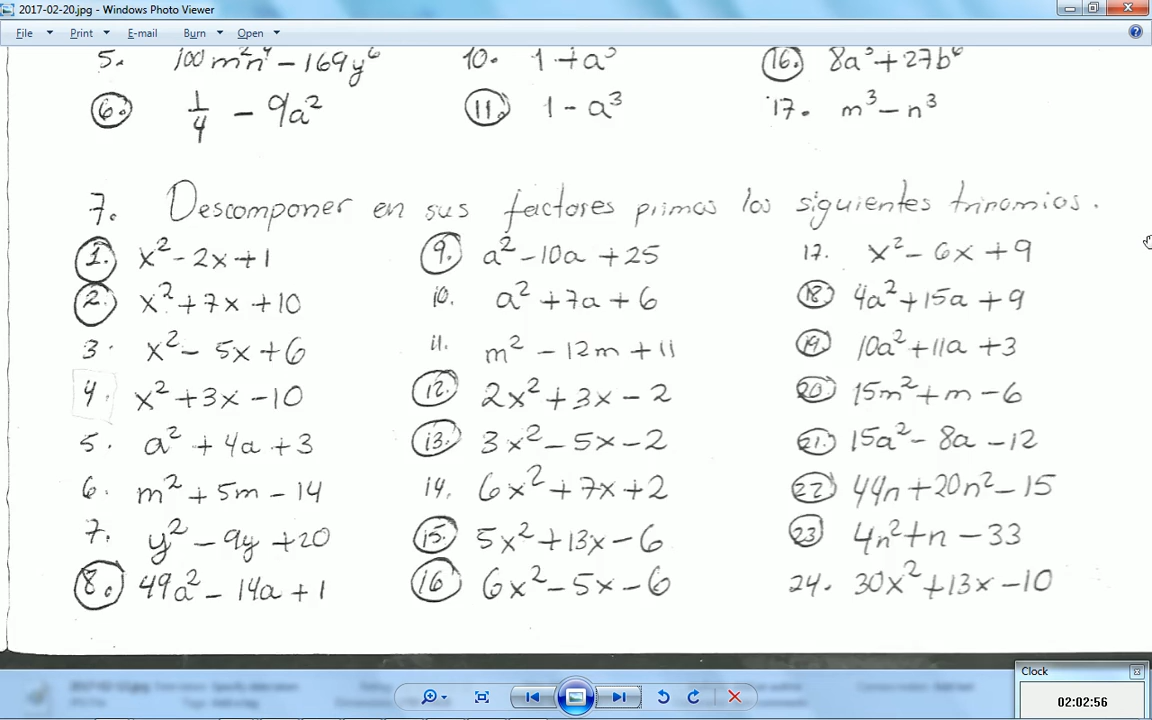 2017-02-20.jpg - Windows Photo Viewer
File Print E-mail Burn Open
5. 100m²n⁴ - 169y⁶ 10. 1 + a³ 16. 8a³ + 27b⁶
6. 1/4 - 9a² 11. 1 - a³ 17. m³ - n³
7. Descomponer en sus factores primos los siguientes trinomios.
1. x² - 2x + 1 9. a² - 10a + 25 17. x² - 6x + 9
2. x² + 7x + 10 10. a² + 7a + 6 18. 4a² + 15a + 9
3. x² - 5x + 6 11. m² - 12m + 11 19. 10a² + 11a + 3
4. x² + 3x - 10 12. 2x² + 3x - 2 20. 15m² + m - 6
5. a² + 4a + 3 13. 3x² - 5x - 2 21. 15a² - 8a - 12
6. m² + 5m - 14 14. 6x² + 7x + 2 22. 44n + 20n² - 15
7. y² - 9y + 20 15. 5x² + 13x - 6 23 4n² + n - 33
8. 49a² - 14a + 1 16. 6x² - 5x - 6 24. 30x² + 13x - 10
Clock
02:02:56